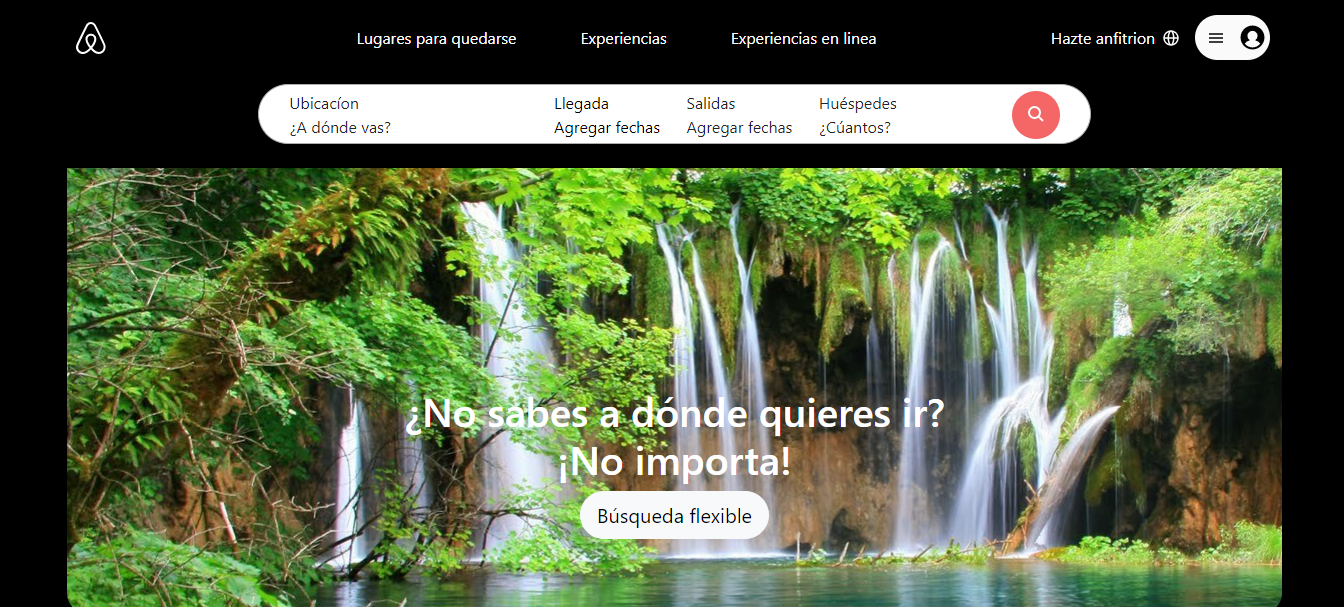 Lugares para quedarse
Experiencias
Experiencias en linea
Hazte anfitrion
Ubicacíon
Llegada
Salidas
Huéspedes
¿A dónde vas?
Agregar fechas
Agregar fechas
¿Cúantos?
¿No sabes a dónde quieres ir?
¡No importa!
Búsqueda flexible